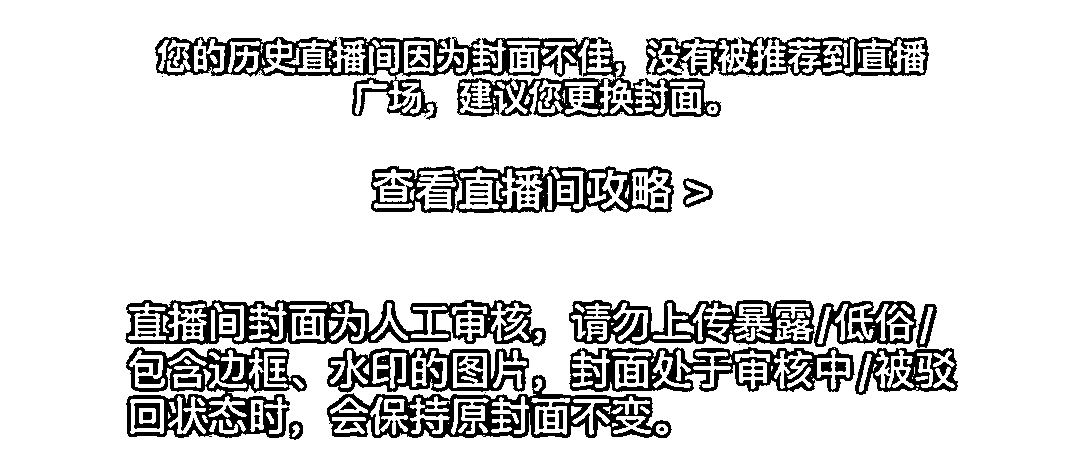 您的历史直播间因为封面不佳，没有被推荐到直播
广场，建议您更换封面。
查看直播间攻略 >
直播间封面为人工审核，请勿上传暴露/低俗/
包含边框、水印的图片，封面处于审核中/被驳
回状态时，会保持原封面不变。